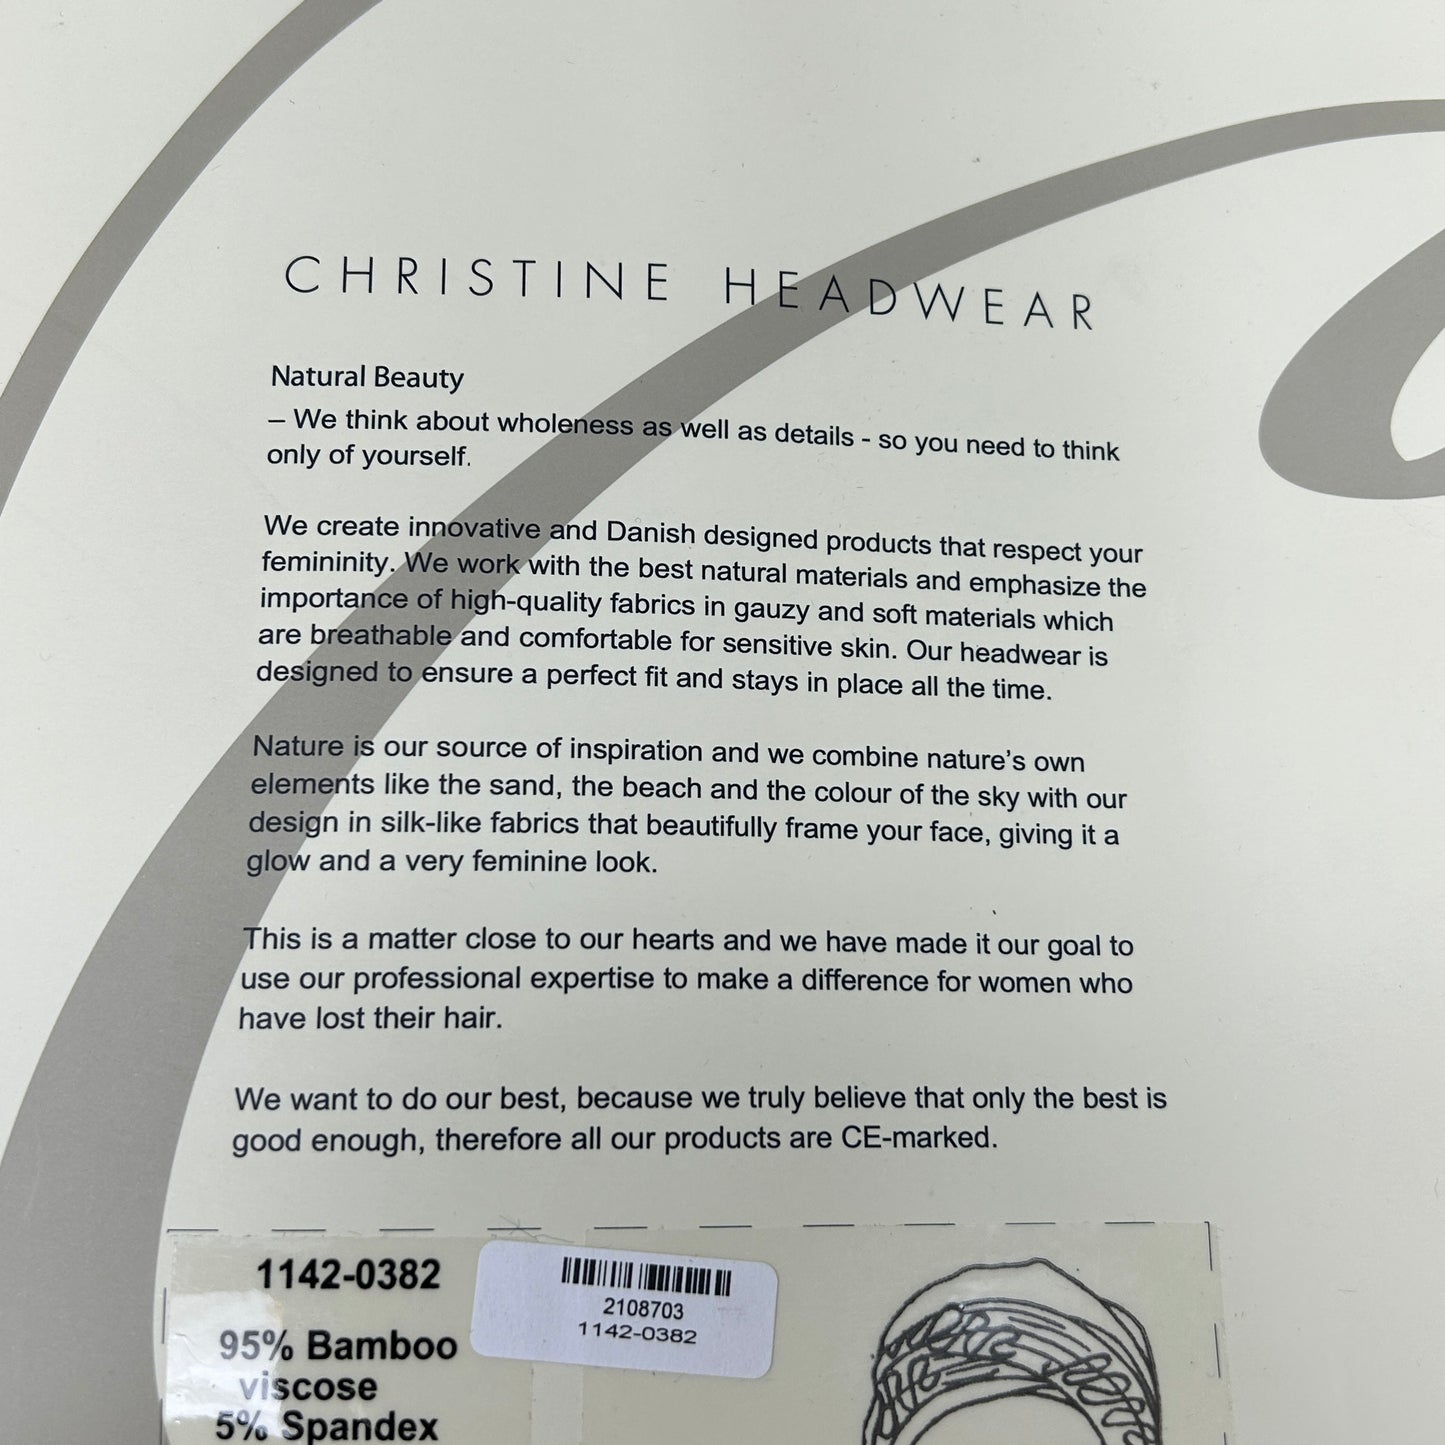 CHRISTINE HEADWEAR
Natural Beauty
– We think about wholeness as well as details - so you need to think
only of yourself.
We create innovative and Danish designed products that respect your
femininity. We work with the best natural materials and emphasize the
importance of high-quality fabrics in gauzy and soft materials which
are breathable and comfortable for sensitive skin. Our headwear is
designed to ensure a perfect fit and stays in place all the time.
Nature is our source of inspiration and we combine nature’s own
elements like the sand, the beach and the colour of the sky with our
design in silk-like fabrics that beautifully frame your face, giving it a
glow and a very feminine look.
This is a matter close to our hearts and we have made it our goal to
use our professional expertise to make a difference for women who
have lost their hair.
We want to do our best, because we truly believe that only the best is
good enough, therefore all our products are CE-marked.
1142-0382
95% Bamboo
viscose
5% Spandex
2108703
1142-0382